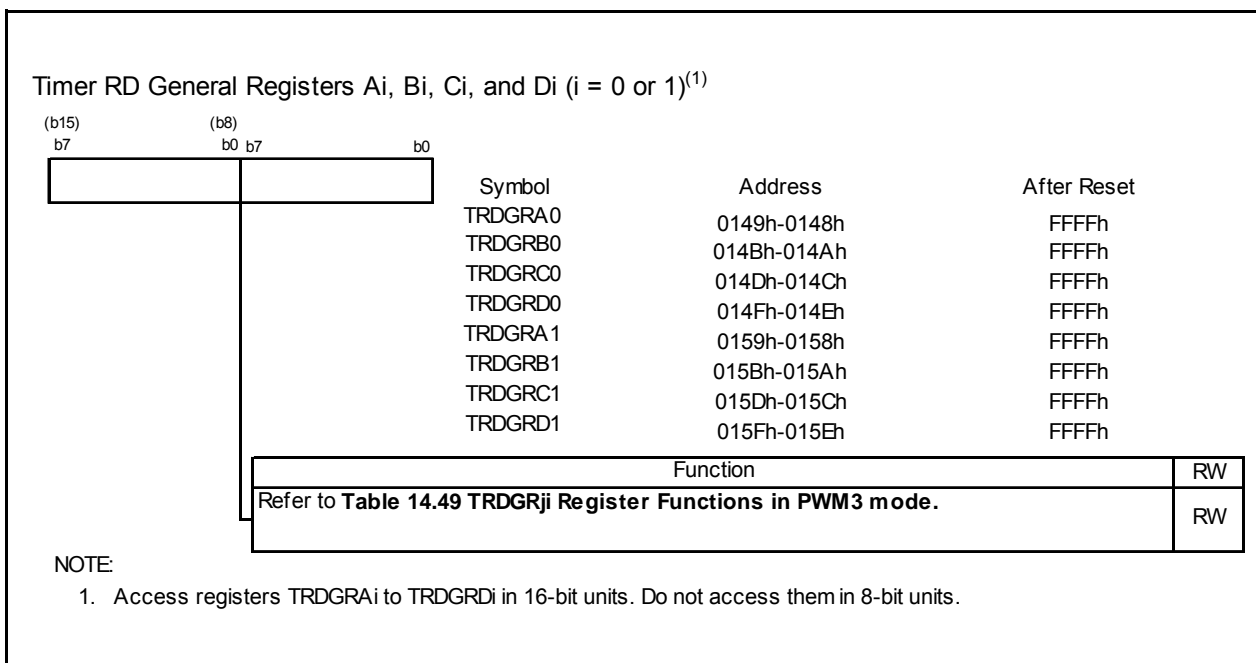 Timer RD General Registers Ai, Bi, Ci, and Di (i = 0 or 1)(1)
(b15) (b8)
b7 b0 b7 b0
Symbol Address After Reset
TRDGRA0 0149h-0148h FFFFh
TRDGRB0 014Bh-014Ah FFFFh
TRDGRC0 014Dh-014Ch FFFFh
TRDGRD0 014Fh-014Eh FFFFh
TRDGRA1 0159h-0158h FFFFh
TRDGRB1 015Bh-015Ah FFFFh
TRDGRC1 015Dh-015Ch FFFFh
TRDGRD1 015Fh-015Eh FFFFh
Function RW
Refer to Table 14.49 TRDGRji Register Functions in PWM3 mode. RW
NOTE:
1. Access registers TRDGRAi to TRDGRDi in 16-bit units. Do not access them in 8-bit units.